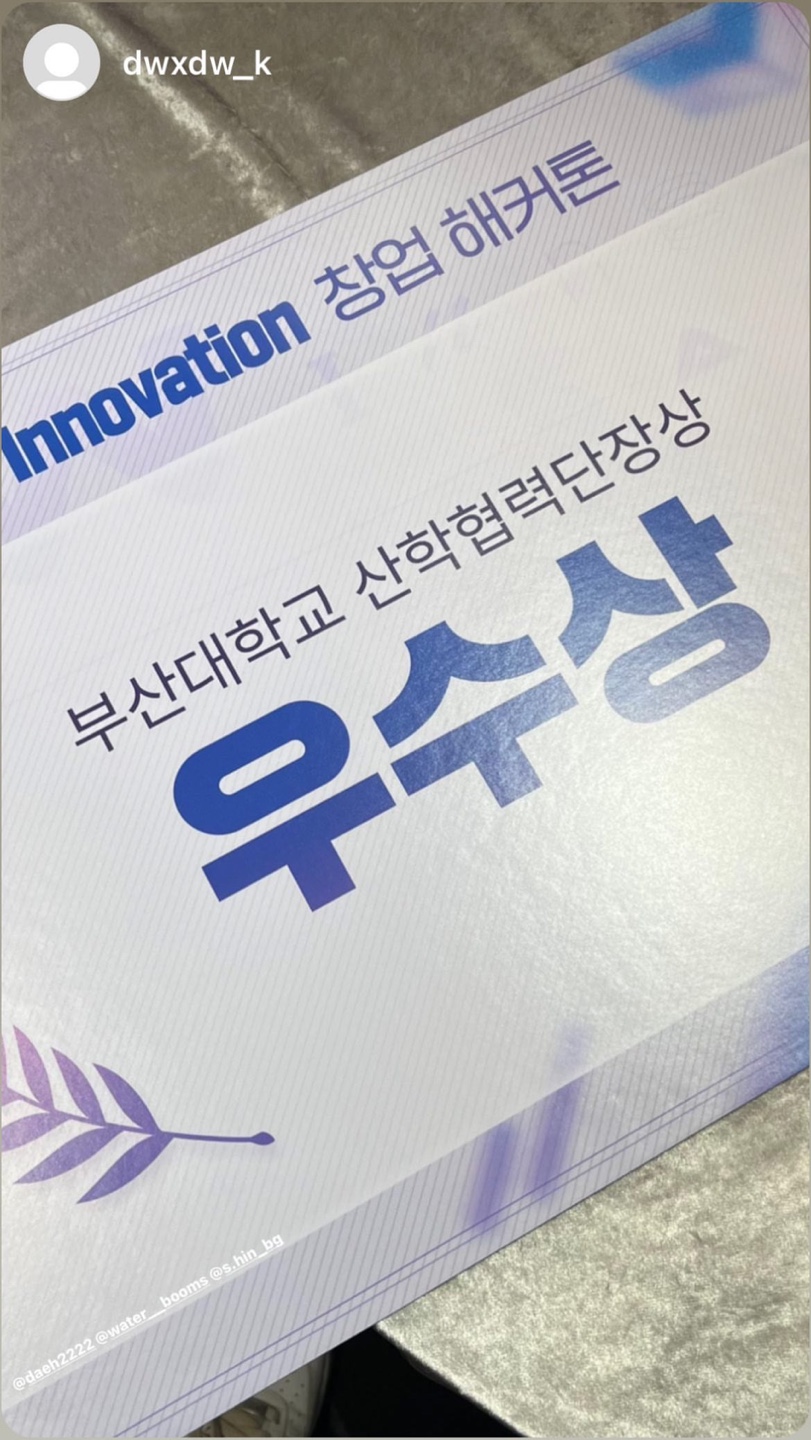 dwxdw_k
Innovation 창업 해커톤
부산대학교 산학협력단장상
우수상
@daeh2222 @water__booms @s.hin_bg